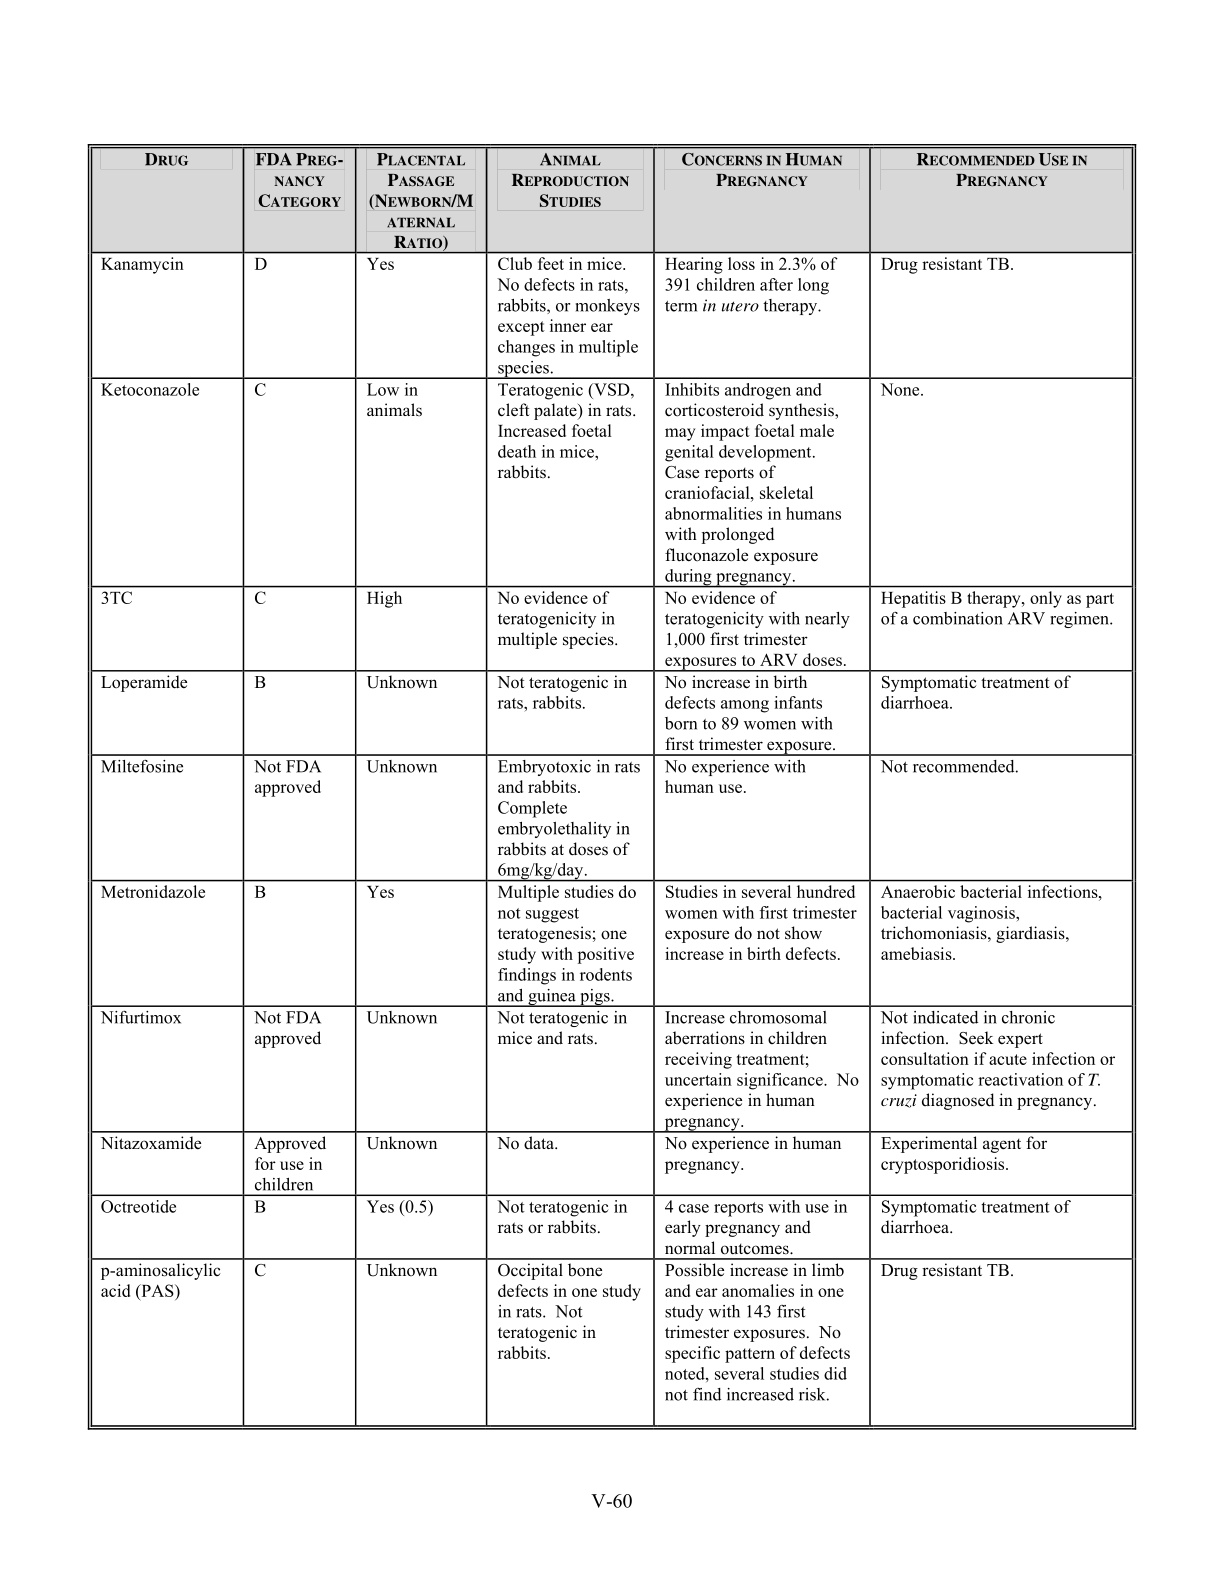 DRUG
FDA PREG-
NANCY
CATEGORY
PLACENTAL
PASSAGE
(NEWBORN/M
ATERNAL
RATIO)
ANIMAL
REPRODUCTION
STUDIES
CONCERNS IN HUMAN
PREGNANCY
RECOMMENDED USE IN
PREGNANCY
Kanamycin
D
Yes
Club feet in mice.
No defects in rats,
rabbits, or monkeys
except inner ear
changes in multiple
species.
Hearing loss in 2.3% of
391 children after long
term in utero therapy.
Drug resistant TB.
Ketoconazole
C
Low in
animals
Teratogenic (VSD,
cleft palate) in rats.
Increased foetal
death in mice,
rabbits.
Inhibits androgen and
corticosteroid synthesis,
may impact foetal male
genital development.
Case reports of
craniofacial, skeletal
abnormalities in humans
with prolonged
fluconazole exposure
during pregnancy.
None.
3TC
C
High
No evidence of
teratogenicity in
multiple species.
No evidence of
teratogenicity with nearly
1,000 first trimester
exposures to ARV doses.
Hepatitis B therapy, only as part
of a combination ARV regimen.
Loperamide
B
Unknown
Not teratogenic in
rats, rabbits.
No increase in birth
defects among infants
born to 89 women with
first trimester exposure.
Symptomatic treatment of
diarrhoea.
Miltefosine
Not FDA
approved
Unknown
Embryotoxic in rats
and rabbits.
Complete
embryolethality in
rabbits at doses of
6mg/kg/day.
No experience with
human use.
Not recommended.
Metronidazole
B
Yes
Multiple studies do
not suggest
teratogenesis; one
study with positive
findings in rodents
and guinea pigs.
Studies in several hundred
women with first trimester
exposure do not show
increase in birth defects.
Anaerobic bacterial infections,
bacterial vaginosis,
trichomoniasis, giardiasis,
amebiasis.
Nifurtimox
Not FDA
approved
Unknown
Not teratogenic in
mice and rats.
Increase chromosomal
aberrations in children
receiving treatment;
uncertain significance. No
experience in human
pregnancy.
Not indicated in chronic
infection. Seek expert
consultation if acute infection or
symptomatic reactivation of T.
cruzi diagnosed in pregnancy.
Nitazoxamide
Approved
for use in
children
Unknown
No data.
No experience in human
pregnancy.
Experimental agent for
cryptosporidiosis.
Octreotide
B
Yes (0.5)
Not teratogenic in
rats or rabbits.
4 case reports with use in
early pregnancy and
normal outcomes.
Symptomatic treatment of
diarrhoea.
p-aminosalicylic
acid (PAS)
C
Unknown
Occipital bone
defects in one study
in rats. Not
teratogenic in
rabbits.
Possible increase in limb
and ear anomalies in one
study with 143 first
trimester exposures. No
specific pattern of defects
noted, several studies did
not find increased risk.
Drug resistant TB.
V-60